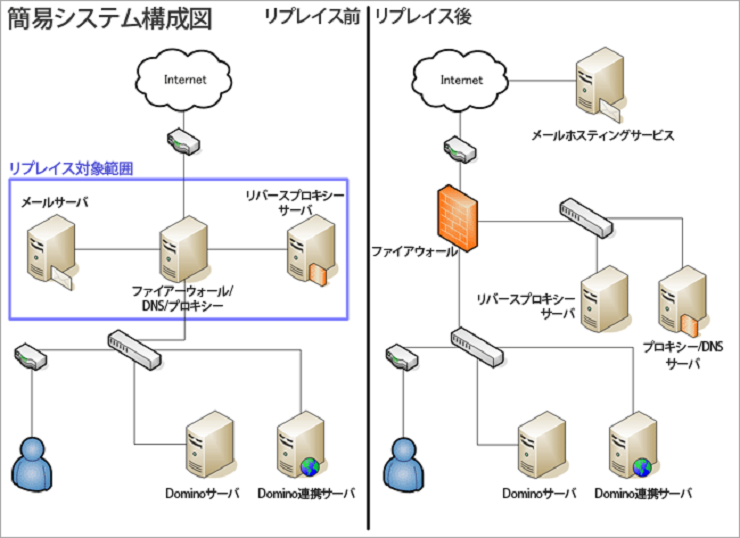 簡易システム構成図
リプレイス前
Internet
リプレイス対象範囲
メールサーバ
リバースプロキシー
サーバ
ファイアーウォール/
DNS/プロキシー
Dominoサーバ
Domino連携サーバ
リプレイス後
Internet
メールホスティングサービス
ファイアウォール
リバースプロキシー
サーバ
プロキシー/DNS
サーバ
Dominoサーバ
Domino連携サーバ